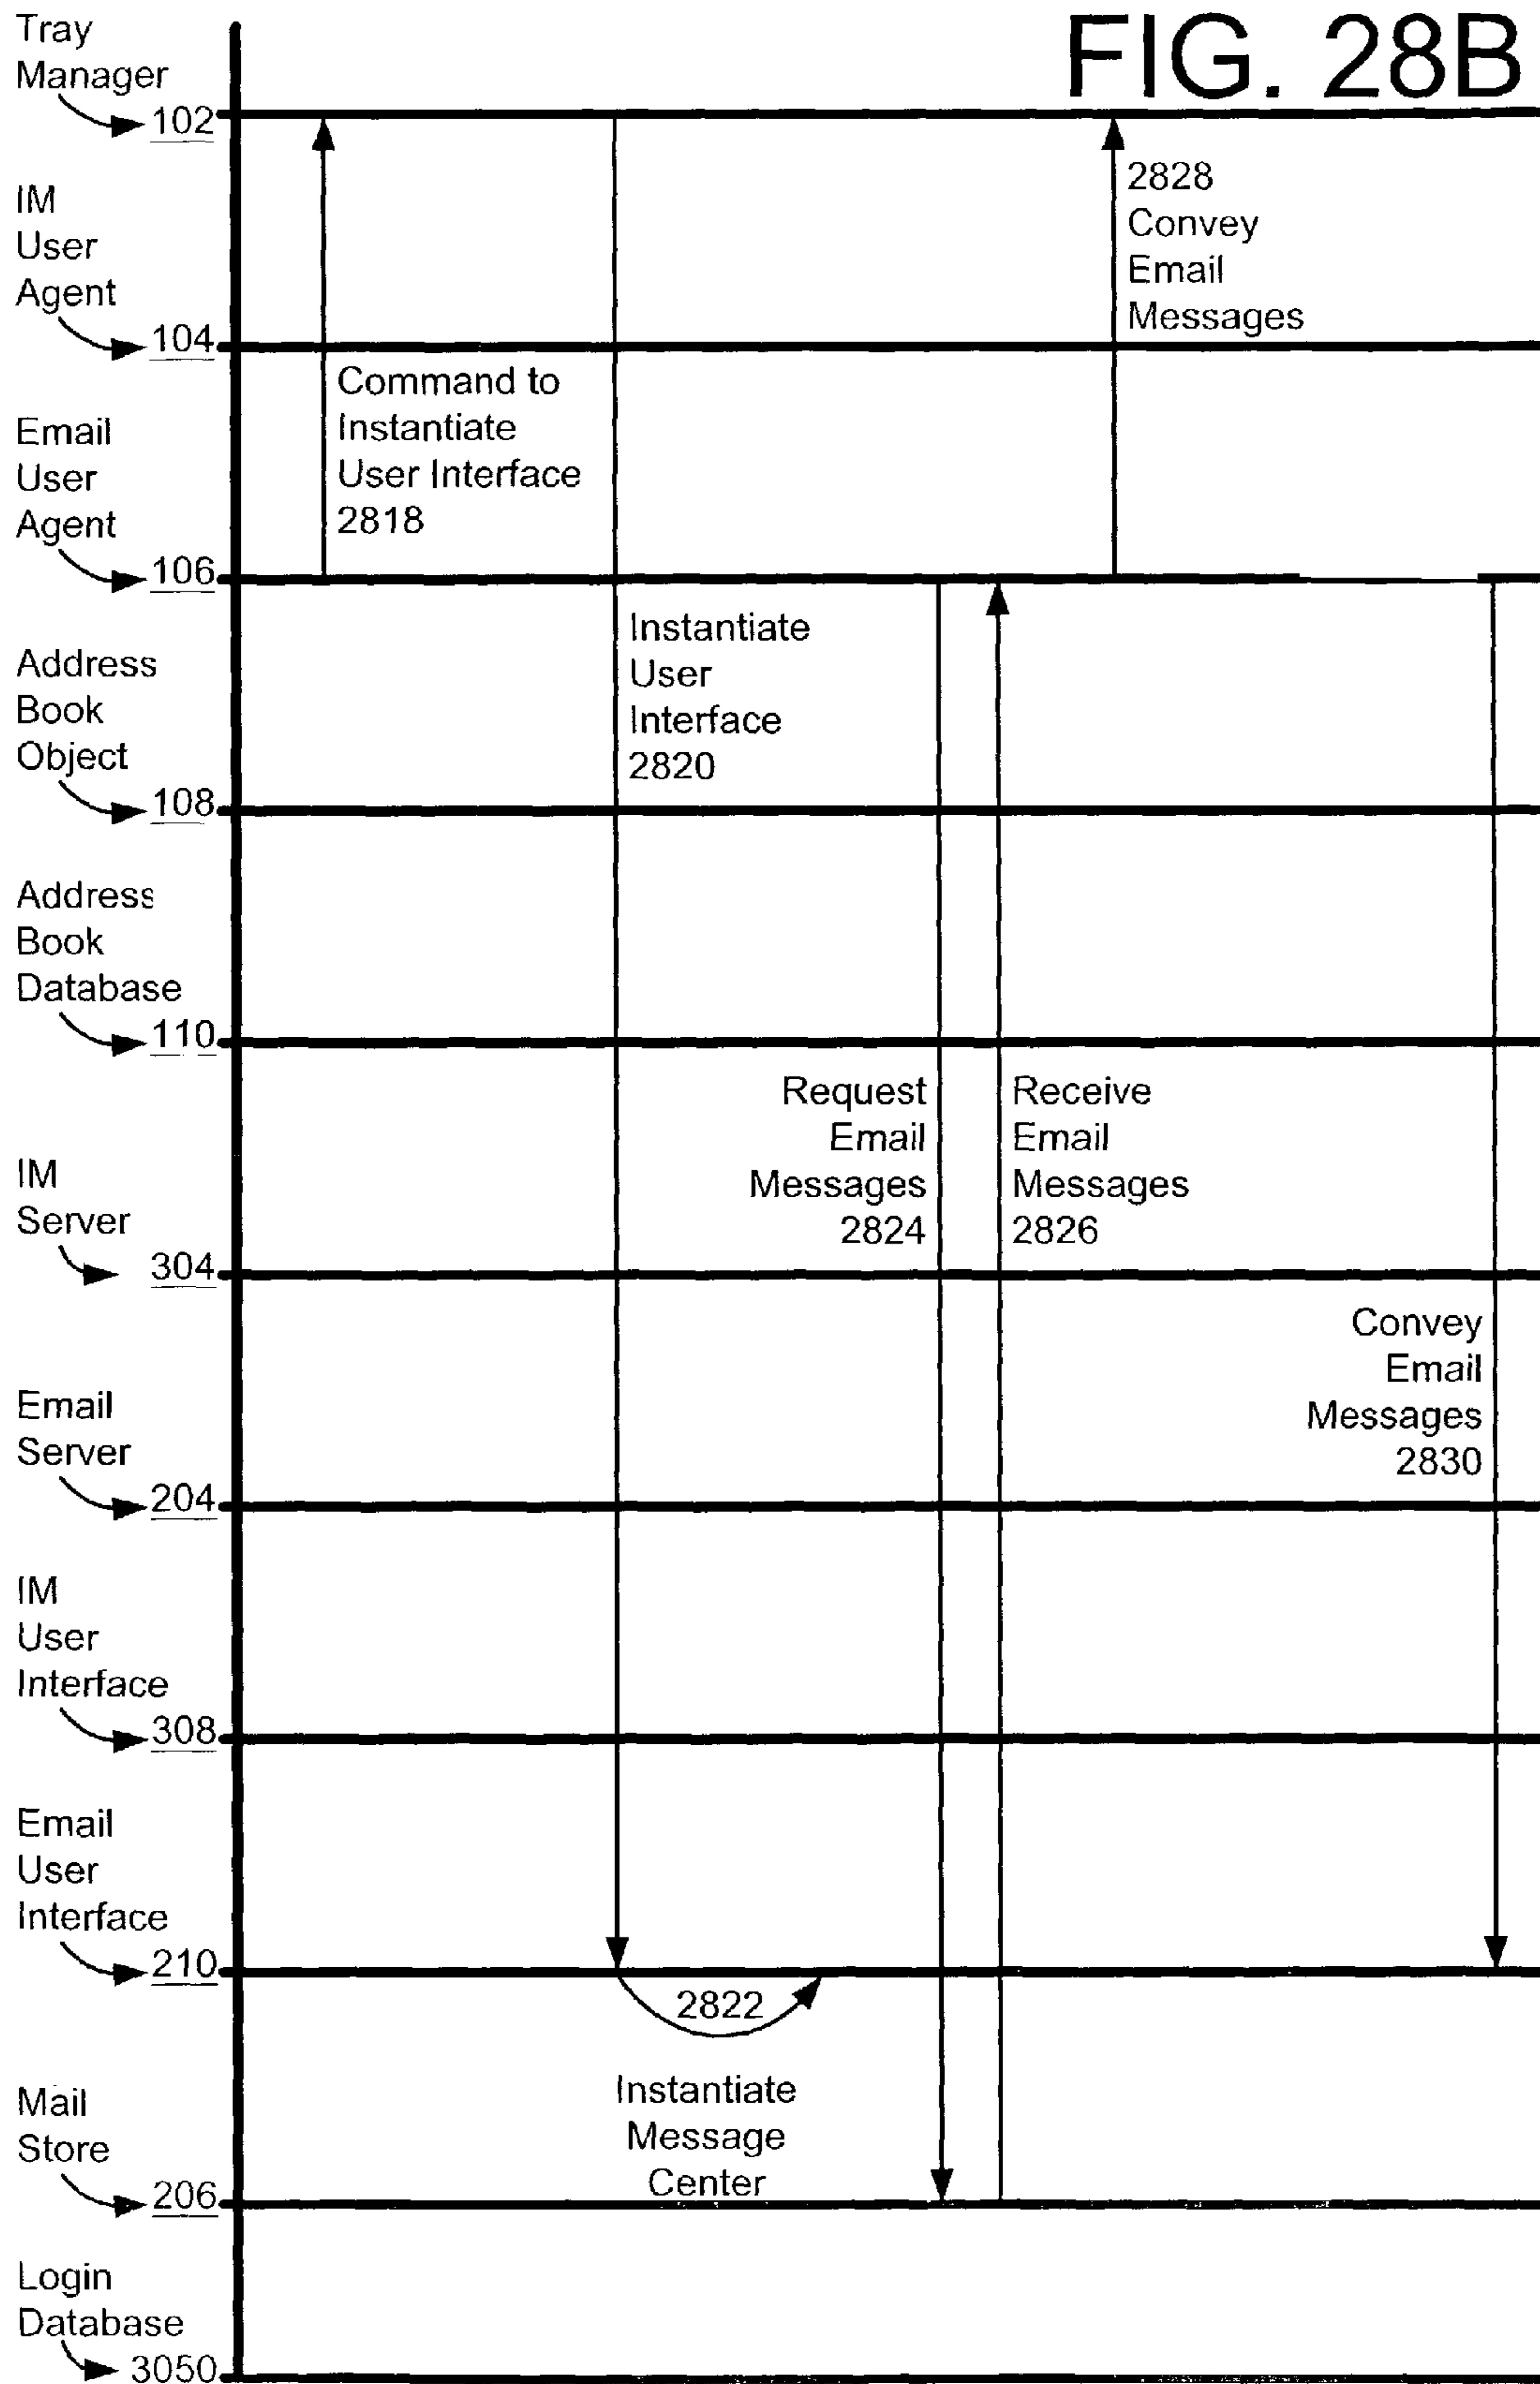 FIG. 28B
Tray
Manager
102
IM
User
Agent
104
Email
User
Agent
106
Address
Book
Object
108
Address
Book
Database
110
IM
Server
304
Email
Server
204
IM
User
Interface
308
Email
User
Interface
210
Mail
Store
206
Login
Database
3050
Command to
Instantiate
User Interface
2818
Instantiate
User
Interface
2820
2822
Instantiate
Message
Center
Request
Email
Messages
2824
Receive
Email
Messages
2826
2828
Convey
Email
Messages
Convey
Email
Messages
2830